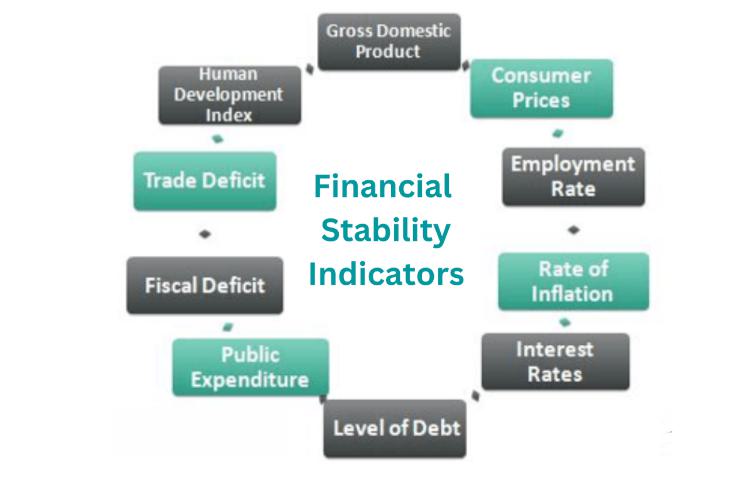 Gross Domestic
Product
Consumer
Prices
Employment
Rate
Rate of
Inflation
Interest
Rates
Level of Debt
Public
Expenditure
Fiscal Deficit
Trade Deficit
Human
Development
Index
Financial
Stability
Indicators